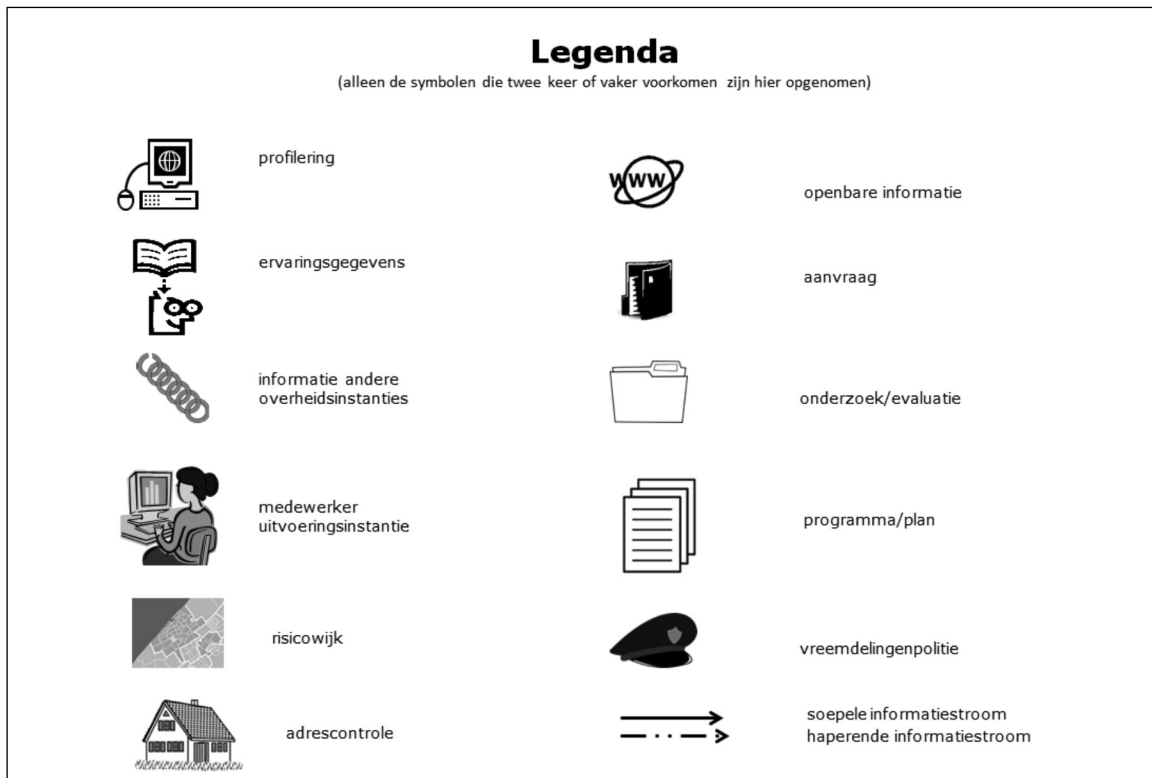 Legenda
(alleen de symbolen die twee keer of vaker voorkomen zijn hier opgenomen)
profilering
ervaringsgegevens
informatie andere
overheidsinstanties
medewerker
uitvoeringsinstantie
risicowijk
adrescontrole
www
openbare informatie
aanvraag
onderzoek/evaluatie
programma/plan
vreemdelingenpolitie
soepele informatiestroom
haperende informatiestroom